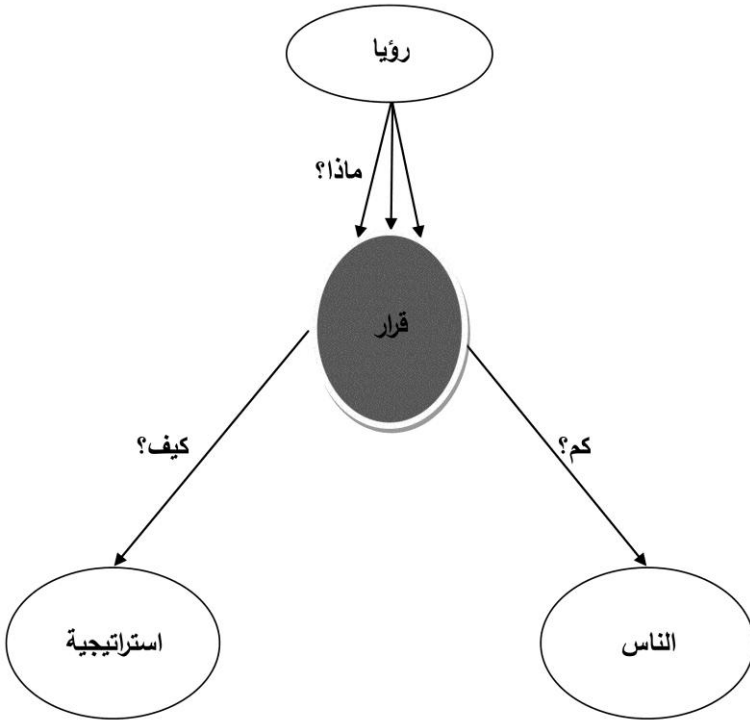 رؤيا
ماذا؟
قرار
كيف؟
كم؟
استراتيجية
الناس